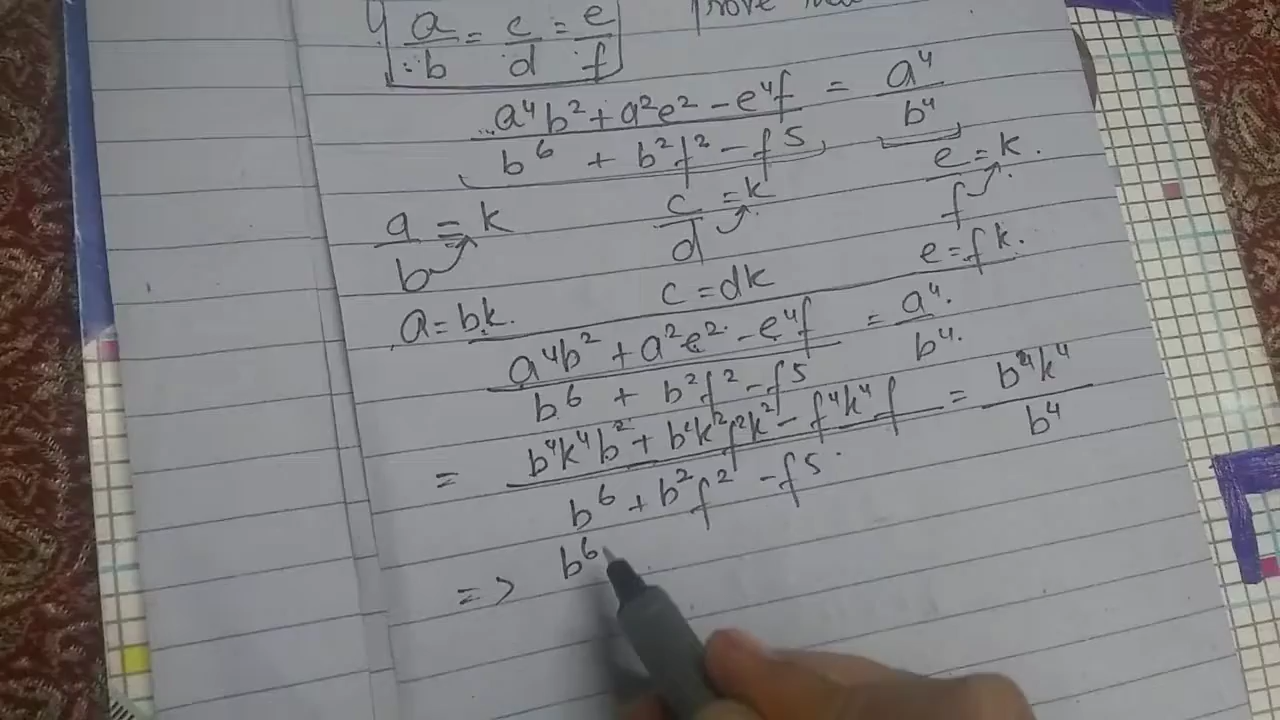 a/b = c/d = e/f Prove
a⁴b² + a²e² - e⁴f / b⁶ + b²f² - f⁵ = a⁴ / b⁴
a/b = k c/d = k e/f = k.
a = bk. c = dk e = fk.
a⁴b² + a²e² - e⁴f / b⁶ + b²f² - f⁵ = a⁴. / b⁴.
= b⁴k⁴b² + b²k²f²k² - f⁴k⁴f / b⁶ + b²f² - f⁵. = b⁴k⁴ / b⁴
=> b⁶